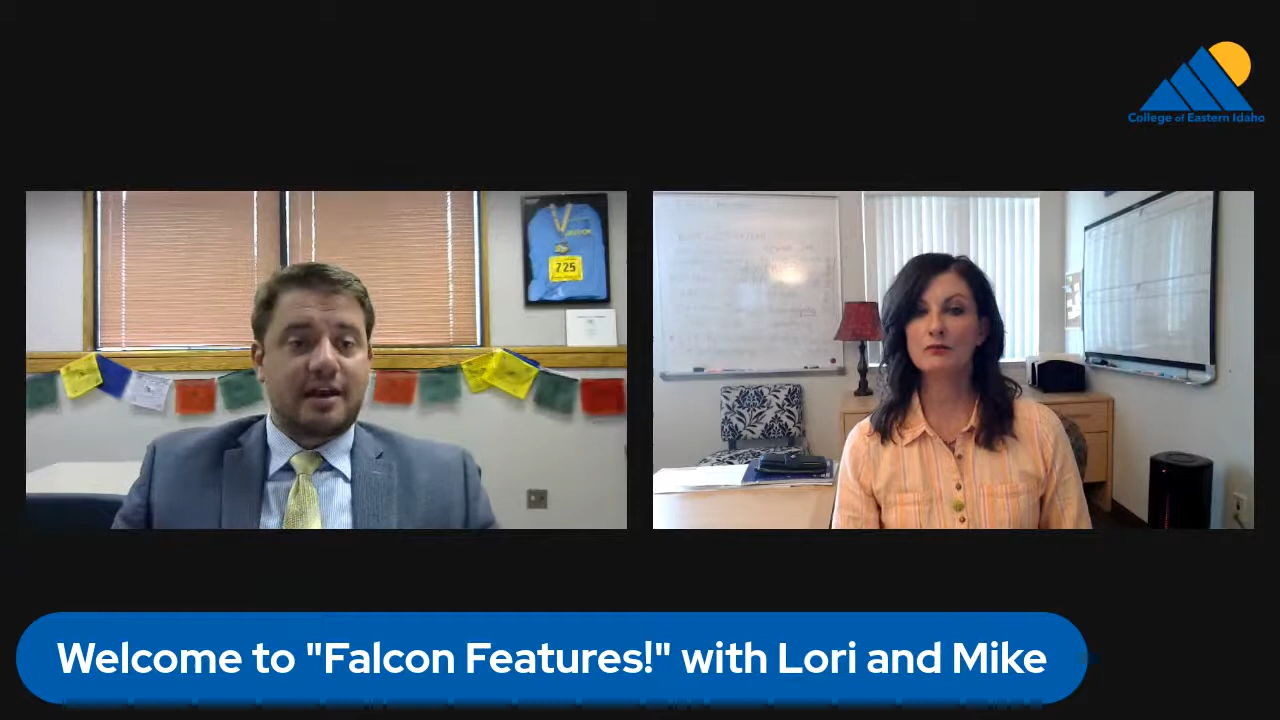 College of Eastern Idaho
725
Welcome to "Falcon Features!" with Lori and Mike